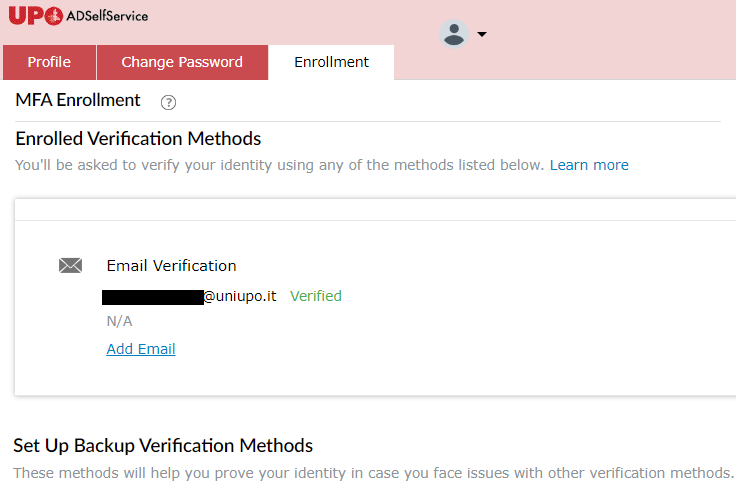 UPO ADSelfService
Profile Change Password Enrollment
MFA Enrollment ?
Enrolled Verification Methods
You'll be asked to verify your identity using any of the methods listed below. Learn more
Email Verification
@uniupo.it Verified
N/A
Add Email
Set Up Backup Verification Methods
These methods will help you prove your identity in case you face issues with other verification methods.